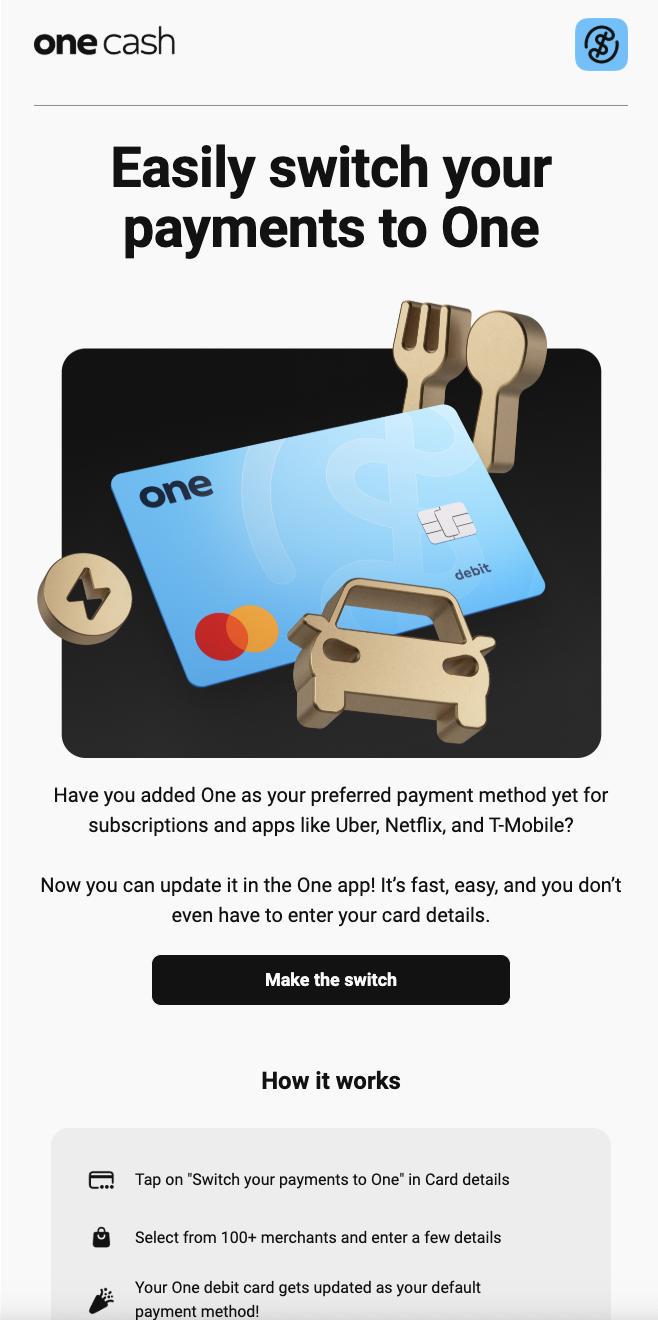 one cash
Easily switch your
payments to One
one
debit
Have you added One as your preferred payment method yet for
subscriptions and apps like Uber, Netflix, and T-Mobile?
Now you can update it in the One app! It’s fast, easy, and you don’t
even have to enter your card details.
Make the switch
How it works
Tap on "Switch your payments to One" in Card details
Select from 100+ merchants and enter a few details
Your One debit card gets updated as your default
payment method!